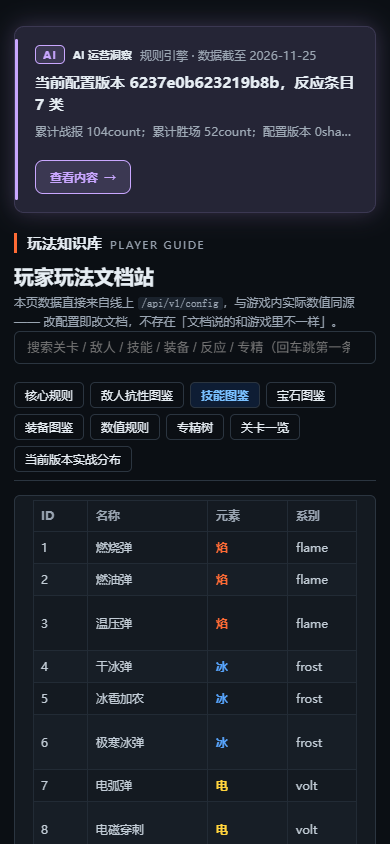 AI AI 运营洞察 规则引擎 · 数据截至 2026-11-25
当前配置版本 6237e0b623219b8b，反应条目
7 类
累计战报 104count；累计胜场 52count；配置版本 0sha...
查看内容 →
玩法知识库 PLAYER GUIDE
玩家玩法文档站
本页数据直接来自线上 /api/v1/config，与游戏内实际数值同源
—— 改配置即改文档，不存在「文档说的和游戏里不一样」。
搜索关卡 / 敌人 / 技能 / 装备 / 反应 / 专精（回车跳第一条
核心规则 敌人抗性图鉴 技能图鉴 宝石图鉴
装备图鉴 数值规则 专精树 关卡一览
当前版本实战分布
ID 名称 元素 系别
1 燃烧弹 焰 flame
2 燃油弹 焰 flame
3 温压弹 焰 flame
4 干冰弹 冰 frost
5 冰雹加农 冰 frost
6 极寒冰弹 冰 frost
7 电弧弹 电 volt
8 电磁穿刺 电 volt